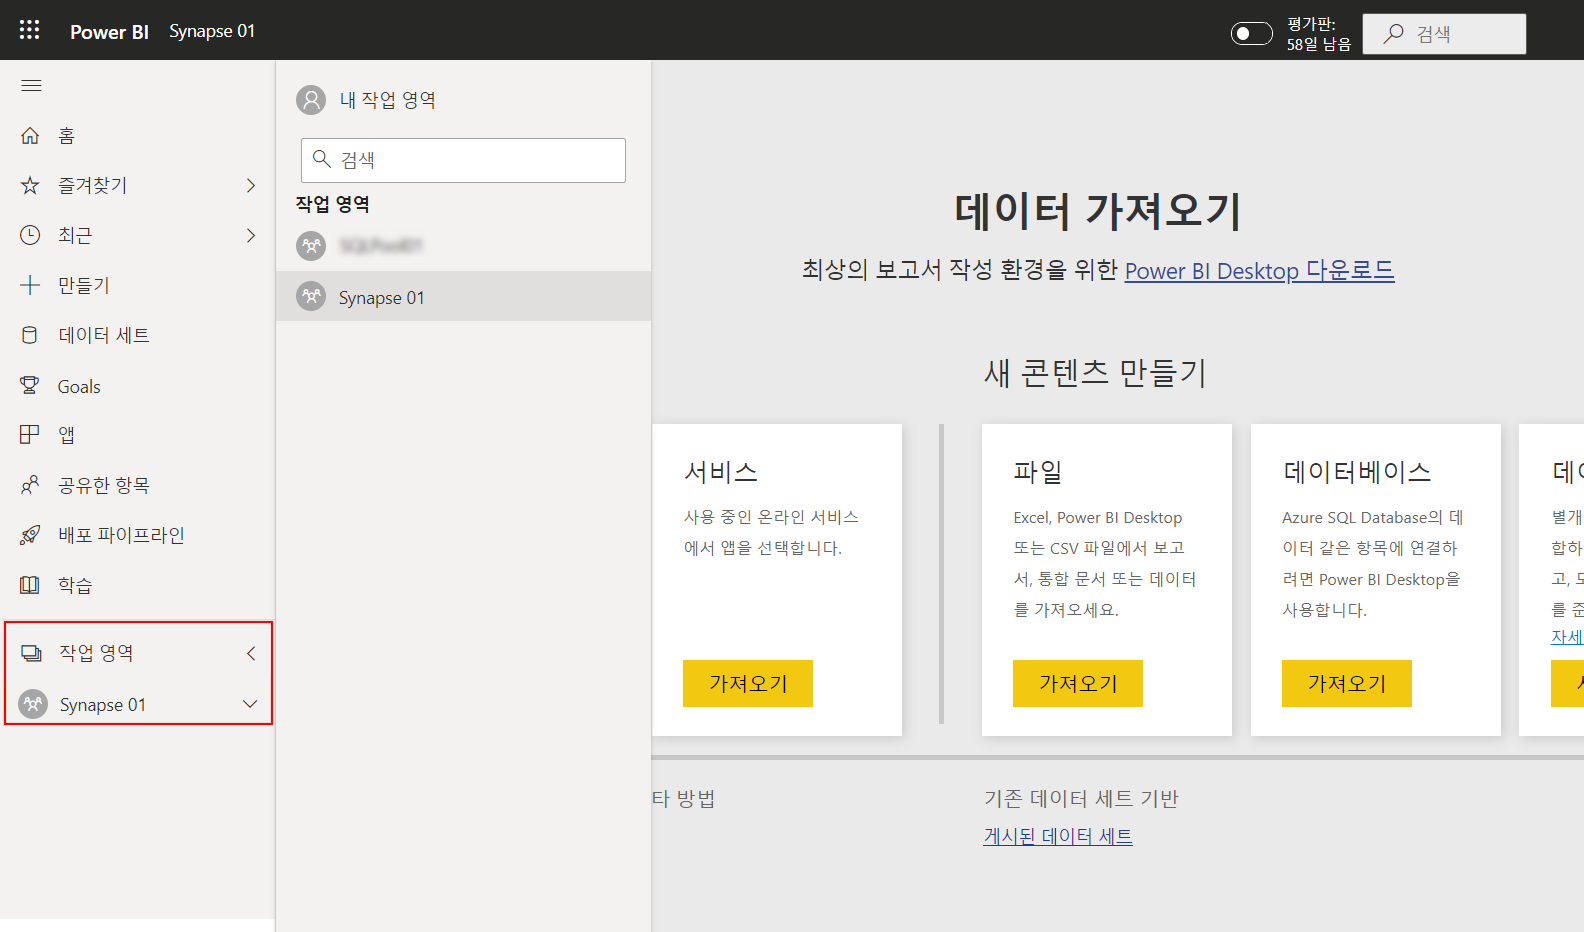 Power BI Synapse 01
평가판:
58일 남음
검색
홈
즐겨찾기
최근
만들기
데이터 세트
Goals
앱
공유한 항목
배포 파이프라인
학습
작업 영역
Synapse 01
내 작업 영역
검색
작업 영역
Synapse 01
데이터 가져오기
최상의 보고서 작성 환경을 위한 Power BI Desktop 다운로드
새 콘텐츠 만들기
서비스
사용 중인 온라인 서비스
에서 앱을 선택합니다.
가져오기
파일
Excel, Power BI Desktop
또는 CSV 파일에서 보고
서, 통합 문서 또는 데이터
를 가져오세요.
가져오기
데이터베이스
Azure SQL Database의 데
이터 같은 항목에 연결하
려면 Power BI Desktop을
사용합니다.
가져오기
별개
합하
고,
를 준
자세
타 방법
기존 데이터 세트 기반
게시된 데이터 세트